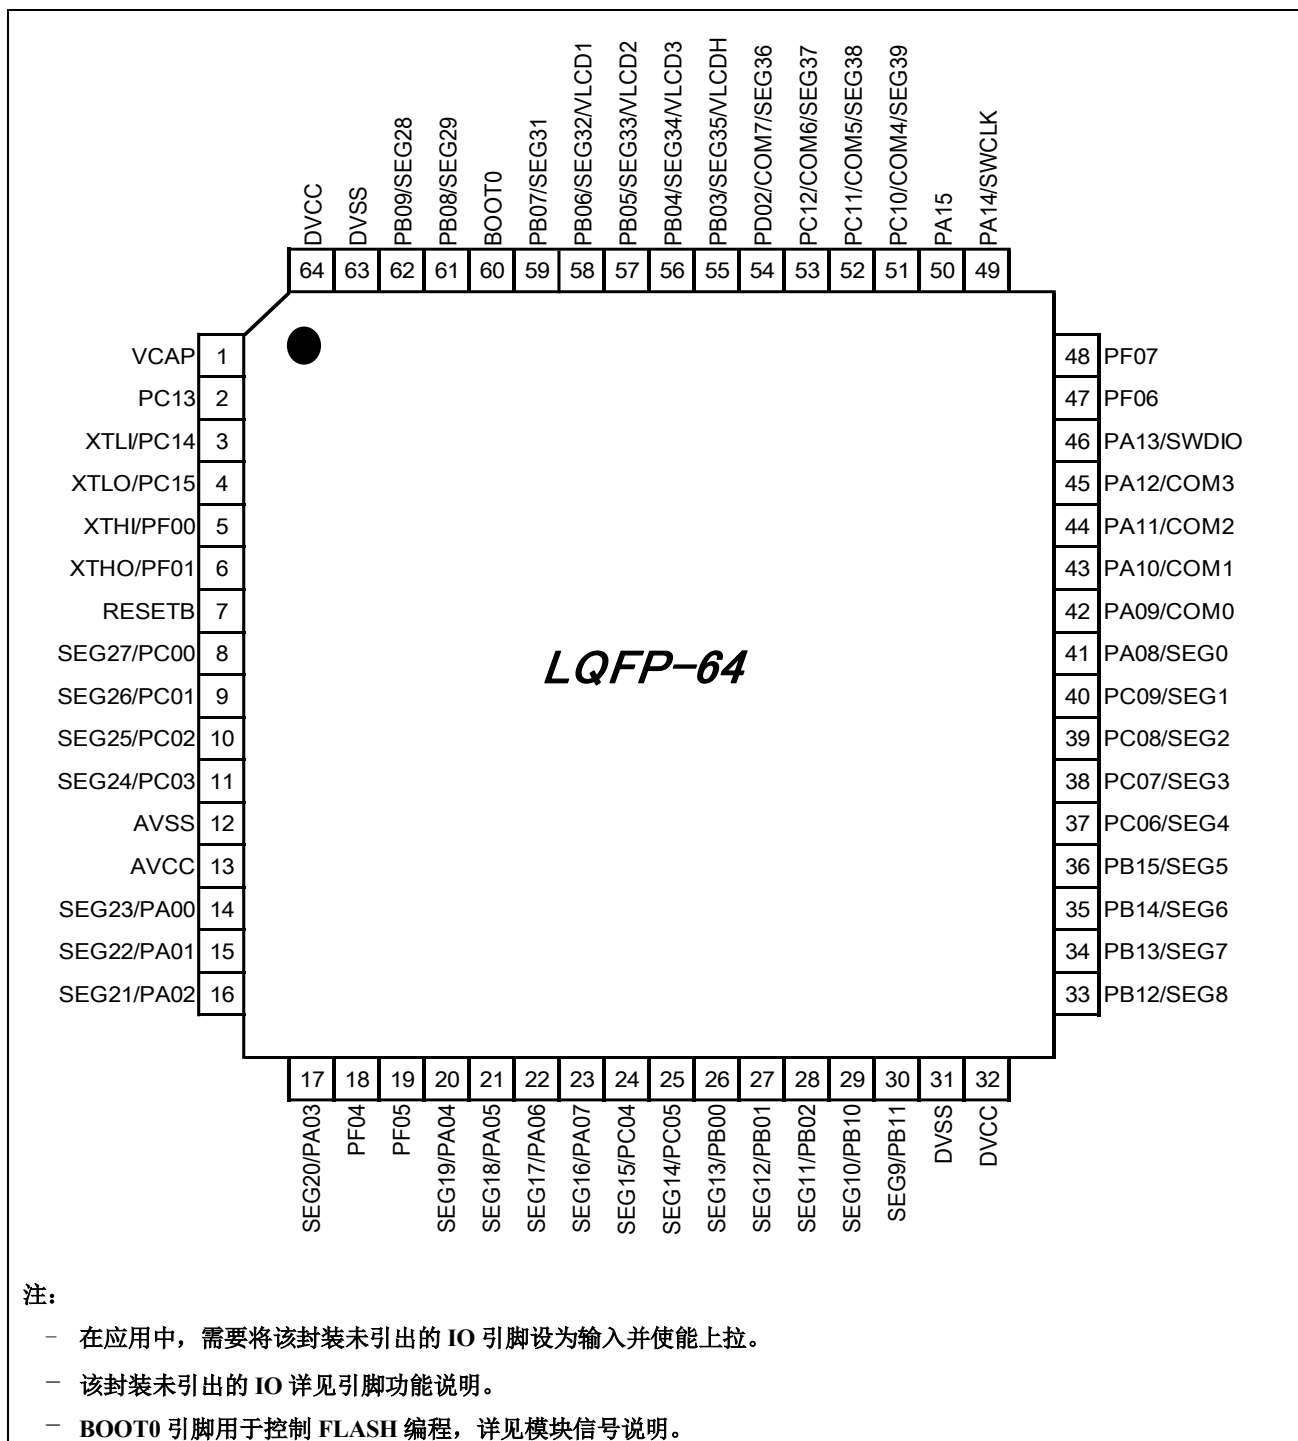 DVCC
DVSS
PB09/SEG28
PB08/SEG29
BOOT0
PB07/SEG31
PB06/SEG32/VLCD1
PB05/SEG33/VLCD2
PB04/SEG34/VLCD3
PB03/SEG35/VLCDH
PD02/COM7/SEG36
PC12/COM6/SEG37
PC11/COM5/SEG38
PC10/COM4/SEG39
PA15
PA14/SWCLK
64 63 62 61 60 59 58 57 56 55 54 53 52 51 50 49
VCAP 1
PC13 2
XTLI/PC14 3
XTLO/PC15 4
XTHI/PF00 5
XTHO/PF01 6
RESETB 7
SEG27/PC00 8
SEG26/PC01 9
SEG25/PC02 10
SEG24/PC03 11
AVSS 12
AVCC 13
SEG23/PA00 14
SEG22/PA01 15
SEG21/PA02 16
LQFP-64
48 PF07
47 PF06
46 PA13/SWDIO
45 PA12/COM3
44 PA11/COM2
43 PA10/COM1
42 PA09/COM0
41 PA08/SEG0
40 PC09/SEG1
39 PC08/SEG2
38 PC07/SEG3
37 PC06/SEG4
36 PB15/SEG5
35 PB14/SEG6
34 PB13/SEG7
33 PB12/SEG8
17 18 19 20 21 22 23 24 25 26 27 28 29 30 31 32
SEG20/PA03
PF04
PF05
SEG19/PA04
SEG18/PA05
SEG17/PA06
SEG16/PA07
SEG15/PC04
SEG14/PC05
SEG13/PB00
SEG12/PB01
SEG11/PB02
SEG10/PB10
SEG9/PB11
DVSS
DVCC
注：
－ 在应用中，需要将该封装未引出的 IO 引脚设为输入并使能上拉。
－ 该封装未引出的 IO 详见引脚功能说明。
－ BOOT0 引脚用于控制 FLASH 编程，详见模块信号说明。